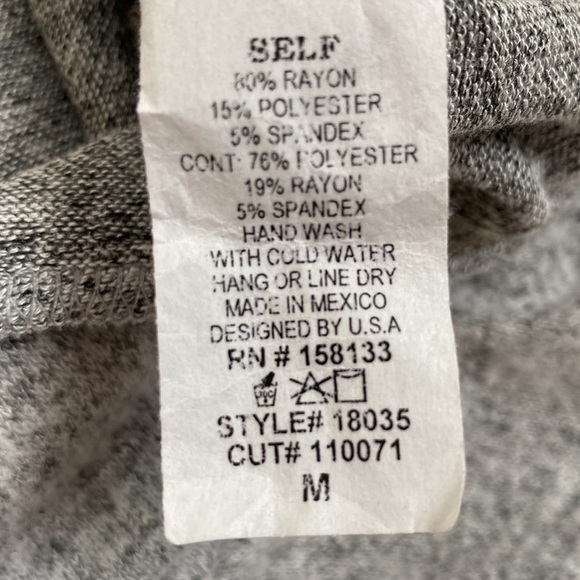 SELF
80% RAYON
15% POLYESTER
5% SPANDEX
CONT: 76% POLYESTER
19% RAYON
5% SPANDEX
HAND WASH
WITH COLD WATER
HANG OR LINE DRY
MADE IN MEXICO
DESIGNED BY U.S.A
RN # 158133
STYLE# 18035
CUT# 110071
M